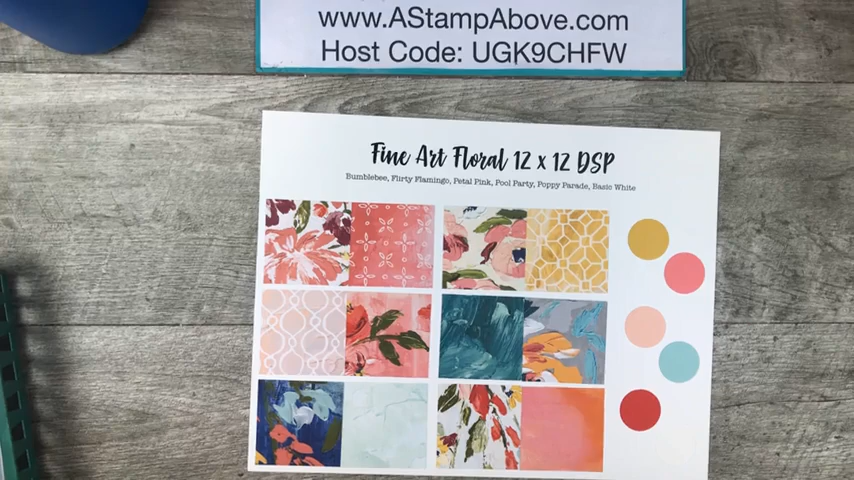 www.AStampAbove.com
Host Code: UGK9CHFW
Fine Art Floral 12 x 12 DSP
Bumblebee, Flirty Flamingo, Petal Pink, Pool Party, Poppy Parade, Basic White